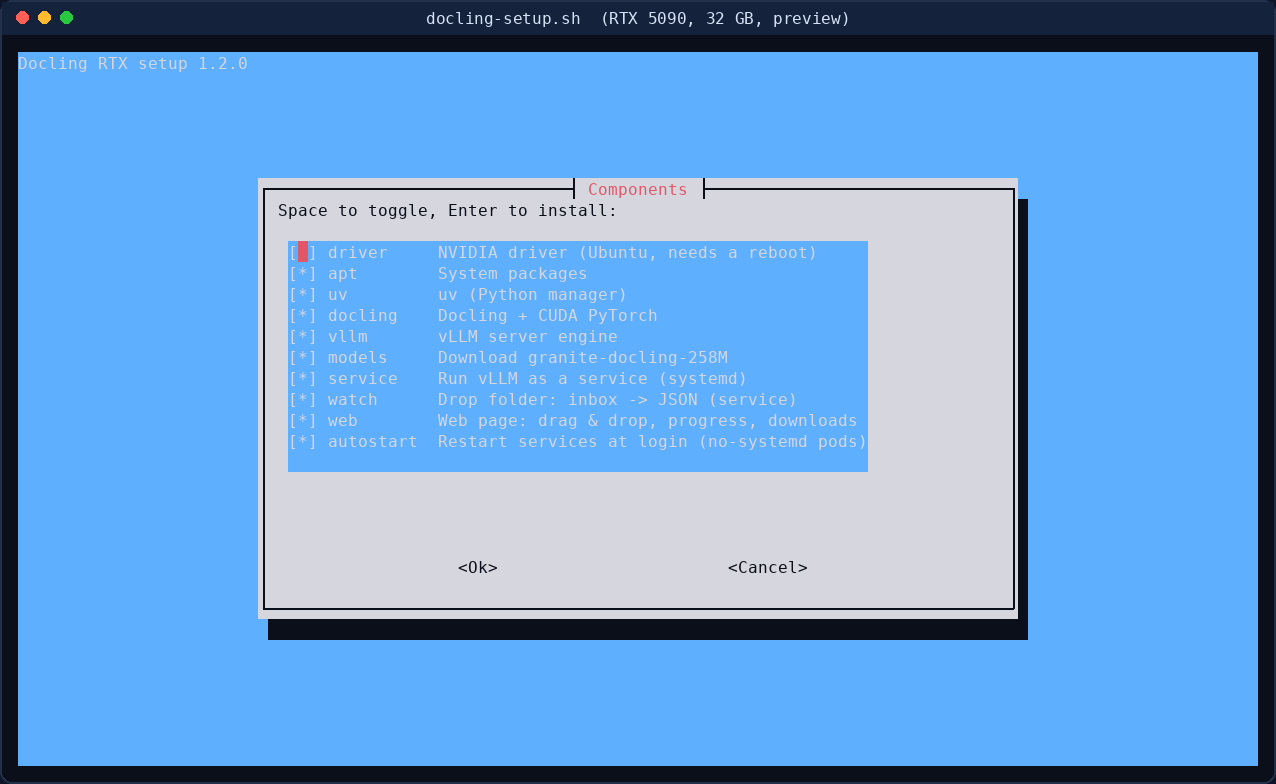 docling-setup.sh  (RTX 5090, 32 GB, preview)
Docling RTX setup 1.2.0
Components
Space to toggle, Enter to install:
[ ] driver     NVIDIA driver (Ubuntu, needs a reboot)
[*] apt        System packages
[*] uv         uv (Python manager)
[*] docling    Docling + CUDA PyTorch
[*] vllm       vLLM server engine
[*] models     Download granite-docling-258M
[*] service    Run vLLM as a service (systemd)
[*] watch      Drop folder: inbox -> JSON (service)
[*] web        Web page: drag & drop, progress, downloads
[*] autostart  Restart services at login (no-systemd pods)
<Ok>                       <Cancel>